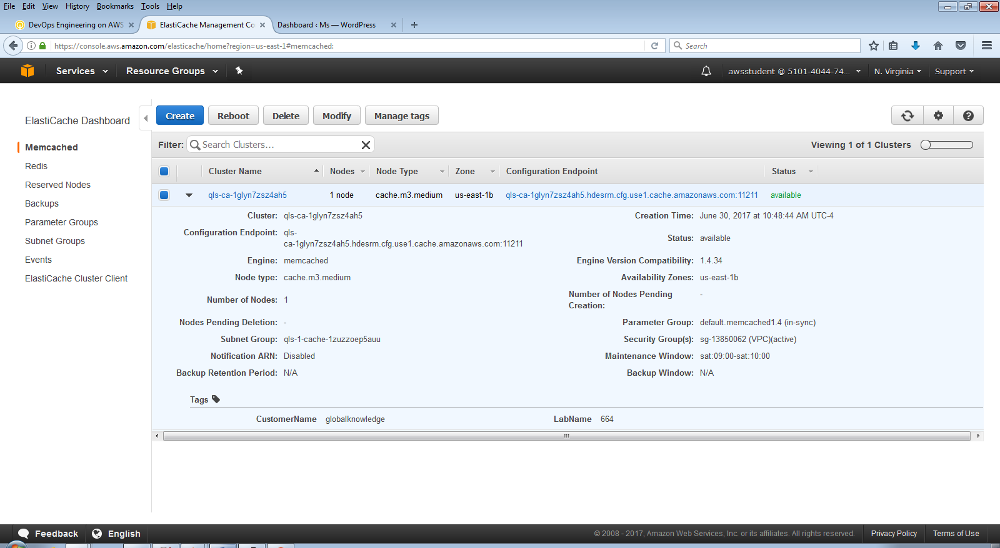 File Edit View History Bookmarks Tools Help
DevOps Engineering on AWS
ElastiCache Management Co
Dashboard ‹ Ms — WordPress
https://console.aws.amazon.com/elasticache/home?region=us-east-1#memcached:
Search
Services
Resource Groups
awsstudent @ 5101-4044-74...
N. Virginia
Support
ElastiCache Dashboard
Memcached
Redis
Reserved Nodes
Backups
Parameter Groups
Subnet Groups
Events
ElastiCache Cluster Client
Create Reboot Delete Modify Manage tags
Filter: Search Clusters...
Viewing 1 of 1 Clusters
Cluster Name Nodes Node Type Zone Configuration Endpoint Status
qls-ca-1glyn7zsz4ah5 1 node cache.m3.medium us-east-1b qls-ca-1glyn7zsz4ah5.hdesrm.cfg.use1.cache.amazonaws.com:11211 available
Cluster: qls-ca-1glyn7zsz4ah5
Creation Time: June 30, 2017 at 10:48:44 AM UTC-4
Configuration Endpoint: qls-
ca-1glyn7zsz4ah5.hdesrm.cfg.use1.cache.amazonaws.com:11211
Status: available
Engine: memcached
Engine Version Compatibility: 1.4.34
Node type: cache.m3.medium
Availability Zones: us-east-1b
Number of Nodes: 1
Number of Nodes Pending -
Creation:
Nodes Pending Deletion: -
Parameter Group: default.memcached1.4 (in-sync)
Subnet Group: qls-1-cache-1zuzzoep5auu
Security Group(s): sg-13850062 (VPC)(active)
Notification ARN: Disabled
Maintenance Window: sat:09:00-sat:10:00
Backup Retention Period: N/A
Backup Window: N/A
Tags
CustomerName globalknowledge
LabName 664
Feedback
English
© 2008 - 2017, Amazon Web Services, Inc. or its affiliates. All rights reserved.
Privacy Policy
Terms of Use